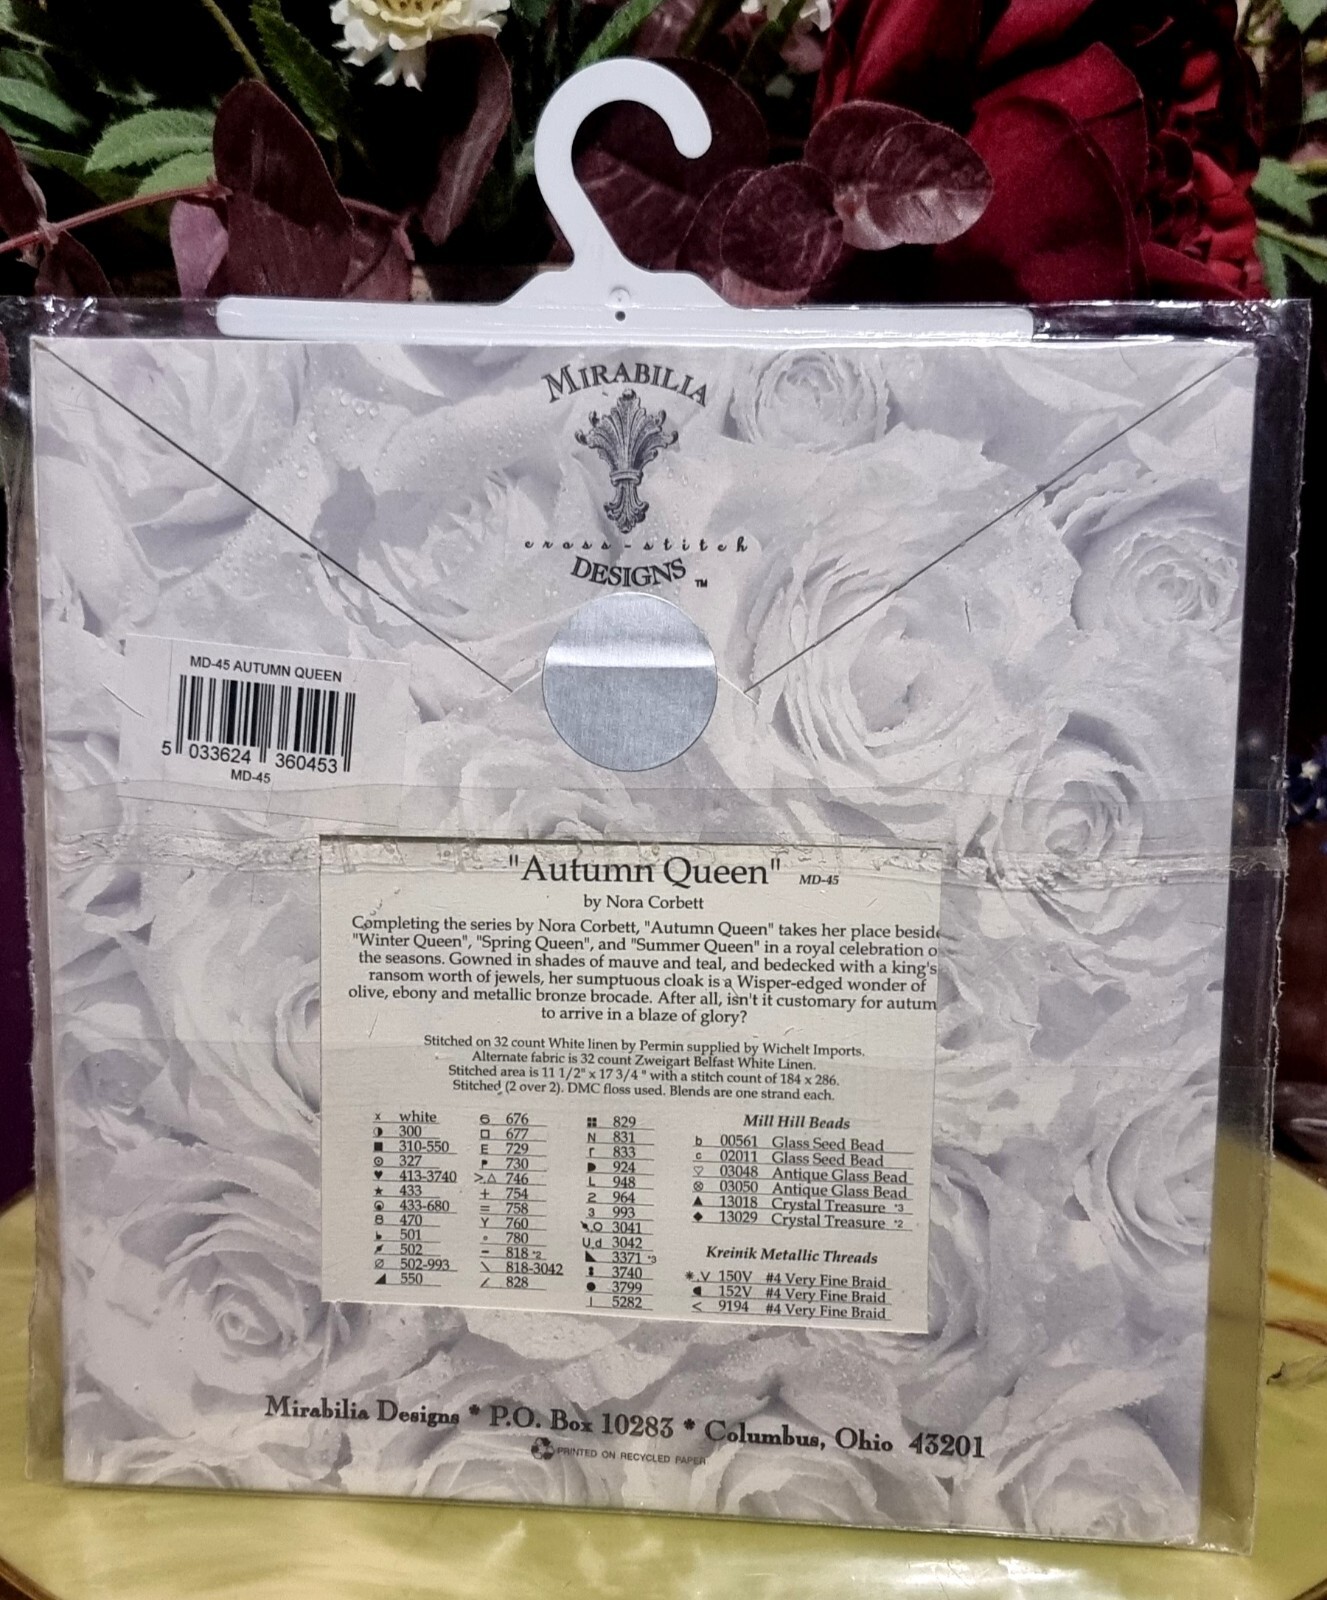 MIRABILIA
cross-stitch
DESIGNS ™
MD-45 AUTUMN QUEEN
5 033624 360453
MD-45
"Autumn Queen" MD-45
by Nora Corbett
Completing the series by Nora Corbett, "Autumn Queen" takes her place beside
"Winter Queen", "Spring Queen", and "Summer Queen" in a royal celebration o
the seasons. Gowned in shades of mauve and teal, and bedecked with a king's
ransom worth of jewels, her sumptuous cloak is a Wisper-edged wonder of
olive, ebony and metallic bronze brocade. After all, isn't it customary for autum
to arrive in a blaze of glory?
Stitched on 32 count White linen by Permin supplied by Wichelt Imports.
Alternate fabric is 32 count Zweigart Belfast White Linen.
Stitched area is 11 1/2" x 17 3/4 " with a stitch count of 184 x 286.
Stitched (2 over 2). DMC floss used. Blends are one strand each.
x white
300
310-550
327
413-3740
433
433-680
470
501
502
502-993
550
6 676
677
E 729
730
>,△ 746
+ 754
= 758
Y 760
780
– 818 *2
\ 818-3042
/ 828
829
N 831
r 833
924
L 948
2 964
3 993
3041
U,d 3042
3371 *3
3740
● 3799
| 5282
Mill Hill Beads
b 00561 Glass Seed Bead
c 02011 Glass Seed Bead
03048 Antique Glass Bead
⊗ 03050 Antique Glass Bead
▲ 13018 Crystal Treasure *3
◆ 13029 Crystal Treasure *2
Kreinik Metallic Threads
*,V 150V #4 Very Fine Braid
152V #4 Very Fine Braid
< 9194 #4 Very Fine Braid
Mirabilia Designs * P.O. Box 10283 * Columbus, Ohio 43201
PRINTED ON RECYCLED PAPER